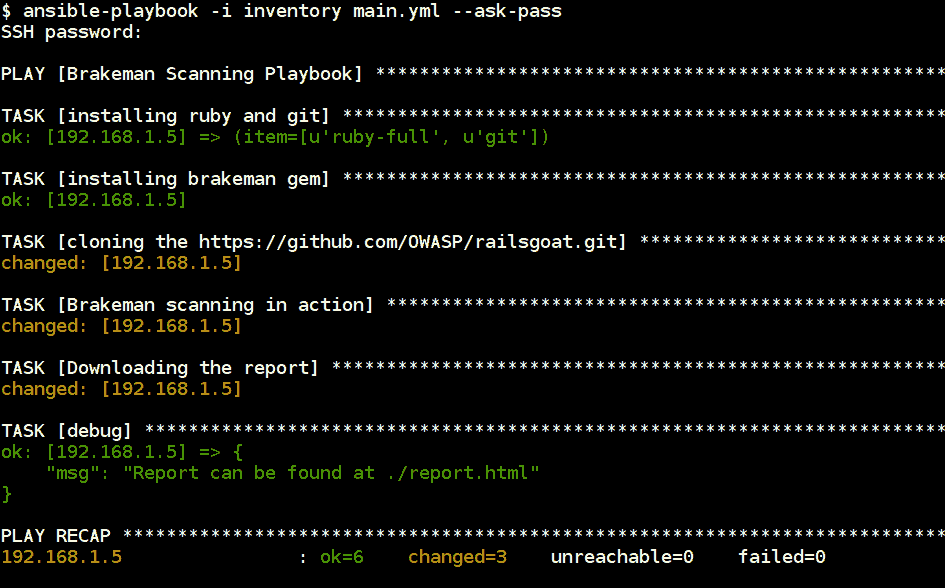 $ ansible-playbook -i inventory main.yml --ask-pass
SSH password:
PLAY [Brakeman Scanning Playbook] ****************************************************
TASK [installing ruby and git] *******************************************************
ok: [192.168.1.5] => (item=[u'ruby-full', u'git'])
TASK [installing brakeman gem] *******************************************************
ok: [192.168.1.5]
TASK [cloning the https://github.com/OWASP/railsgoat.git] ****************************
changed: [192.168.1.5]
TASK [Brakeman scanning in action] ***************************************************
changed: [192.168.1.5]
TASK [Downloading the report] ********************************************************
changed: [192.168.1.5]
TASK [debug] *************************************************************************
ok: [192.168.1.5] => {
    "msg": "Report can be found at ./report.html"
}
PLAY RECAP ***************************************************************************
192.168.1.5                : ok=6    changed=3    unreachable=0    failed=0